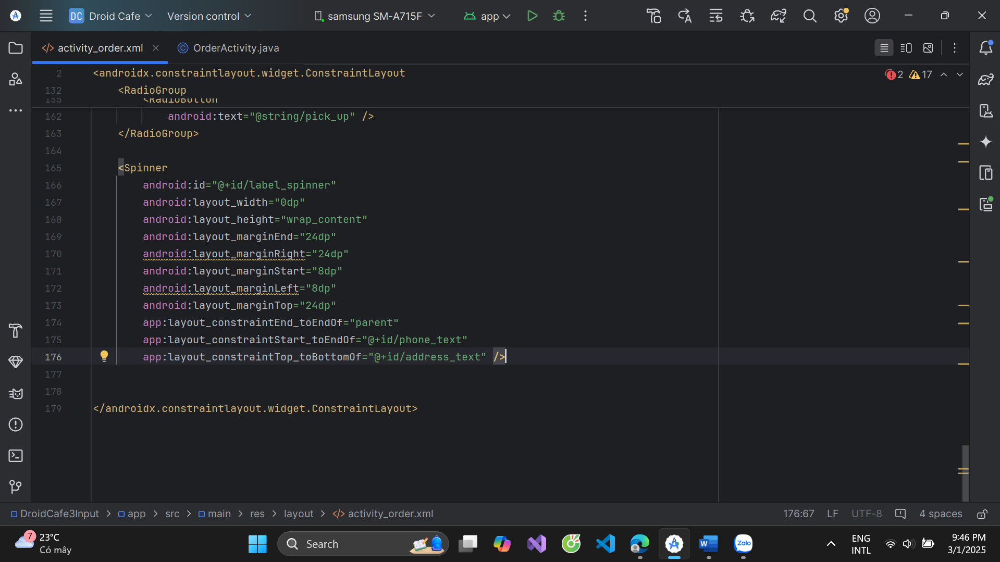 DC Droid Cafe Version control samsung SM-A715F app
activity_order.xml OrderActivity.java
2 <androidx.constraintlayout.widget.ConstraintLayout 2 17
132 <RadioGroup
155 <RadioButton
162 android:text="@string/pick_up" />
163 </RadioGroup>
164
165 <Spinner
166 android:id="@+id/label_spinner"
167 android:layout_width="0dp"
168 android:layout_height="wrap_content"
169 android:layout_marginEnd="24dp"
170 android:layout_marginRight="24dp"
171 android:layout_marginStart="8dp"
172 android:layout_marginLeft="8dp"
173 android:layout_marginTop="24dp"
174 app:layout_constraintEnd_toEndOf="parent"
175 app:layout_constraintStart_toEndOf="@+id/phone_text"
176 app:layout_constraintTop_toBottomOf="@+id/address_text" />
177
178
179 </androidx.constraintlayout.widget.ConstraintLayout>
DroidCafe3Input > app > src > main > res > layout > activity_order.xml 176:67 LF UTF-8 4 spaces
7 23°C
Có mây
Search
Zalo
ENG
INTL
9:46 PM
3/1/2025